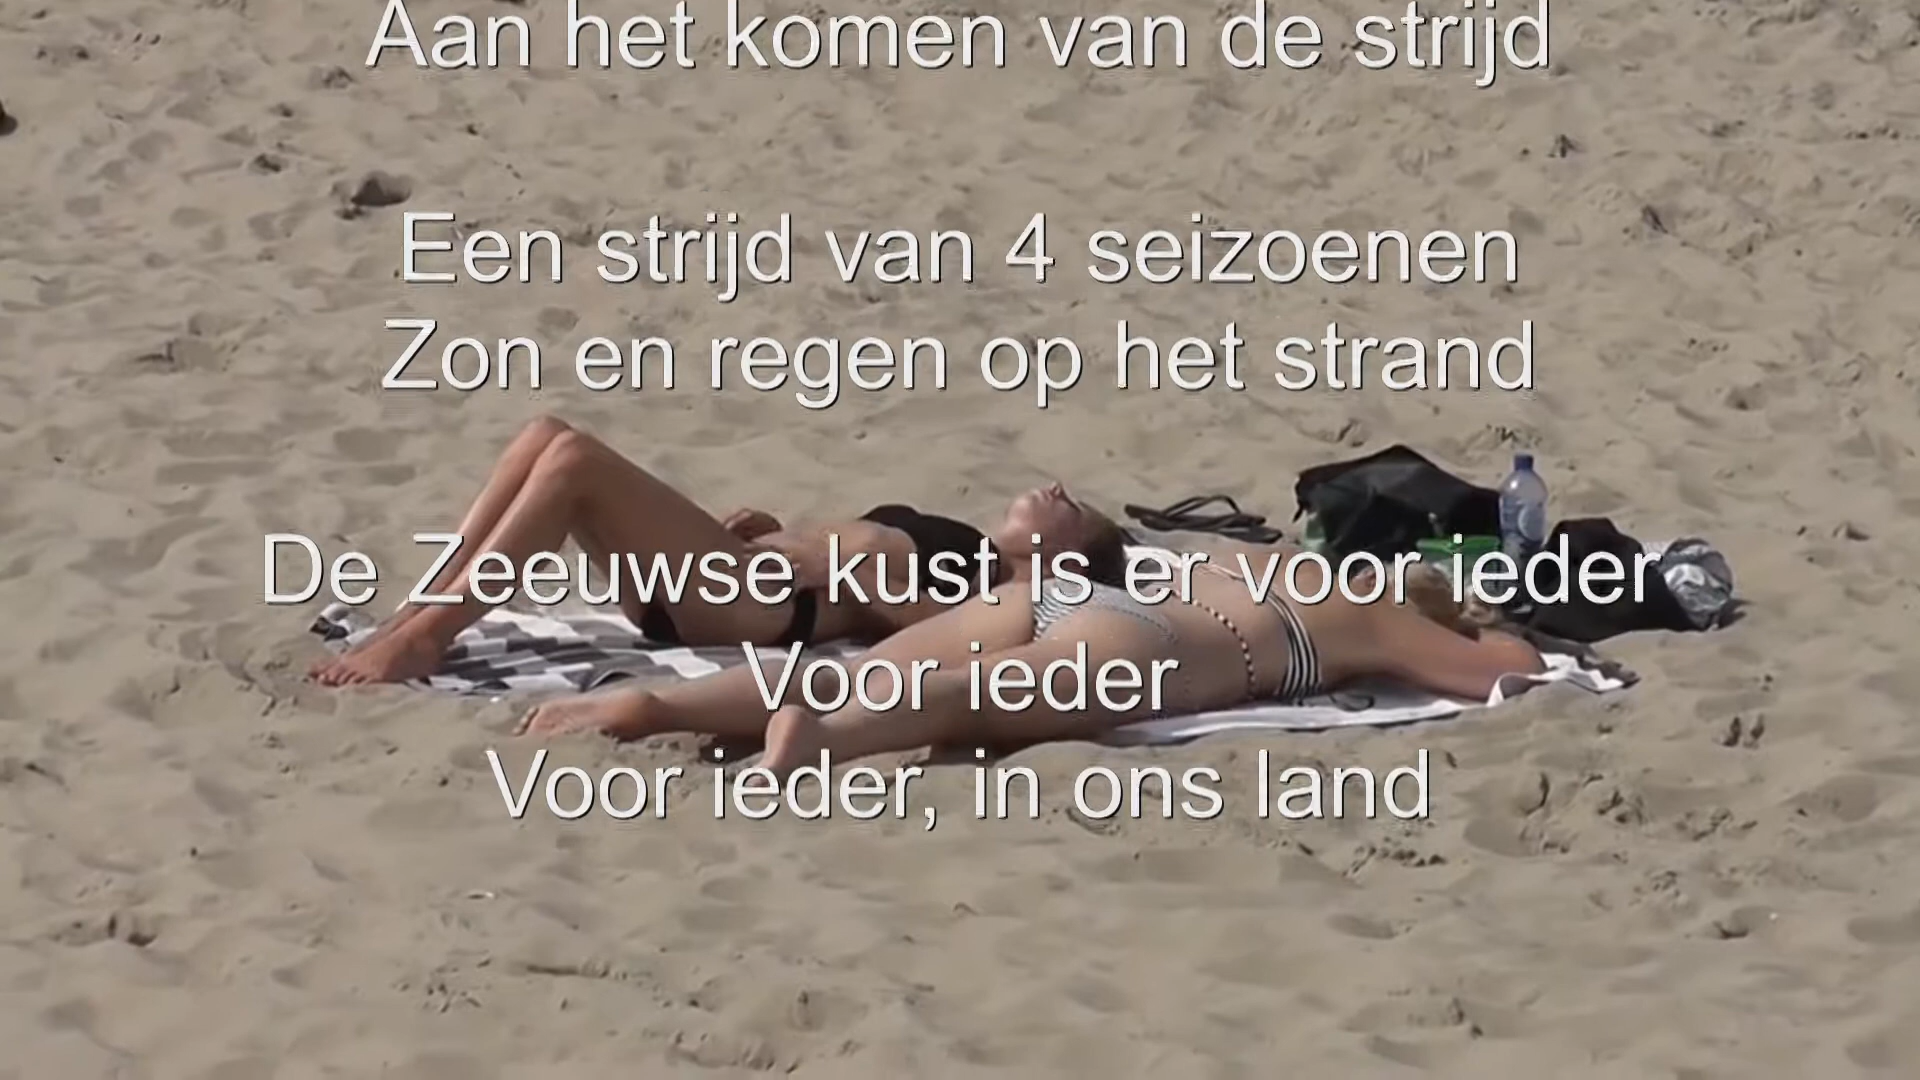 Aan het komen van de strijd
Een strijd van 4 seizoenen
Zon en regen op het strand
De Zeeuwse kust is er voor ieder
Voor ieder
Voor ieder, in ons land